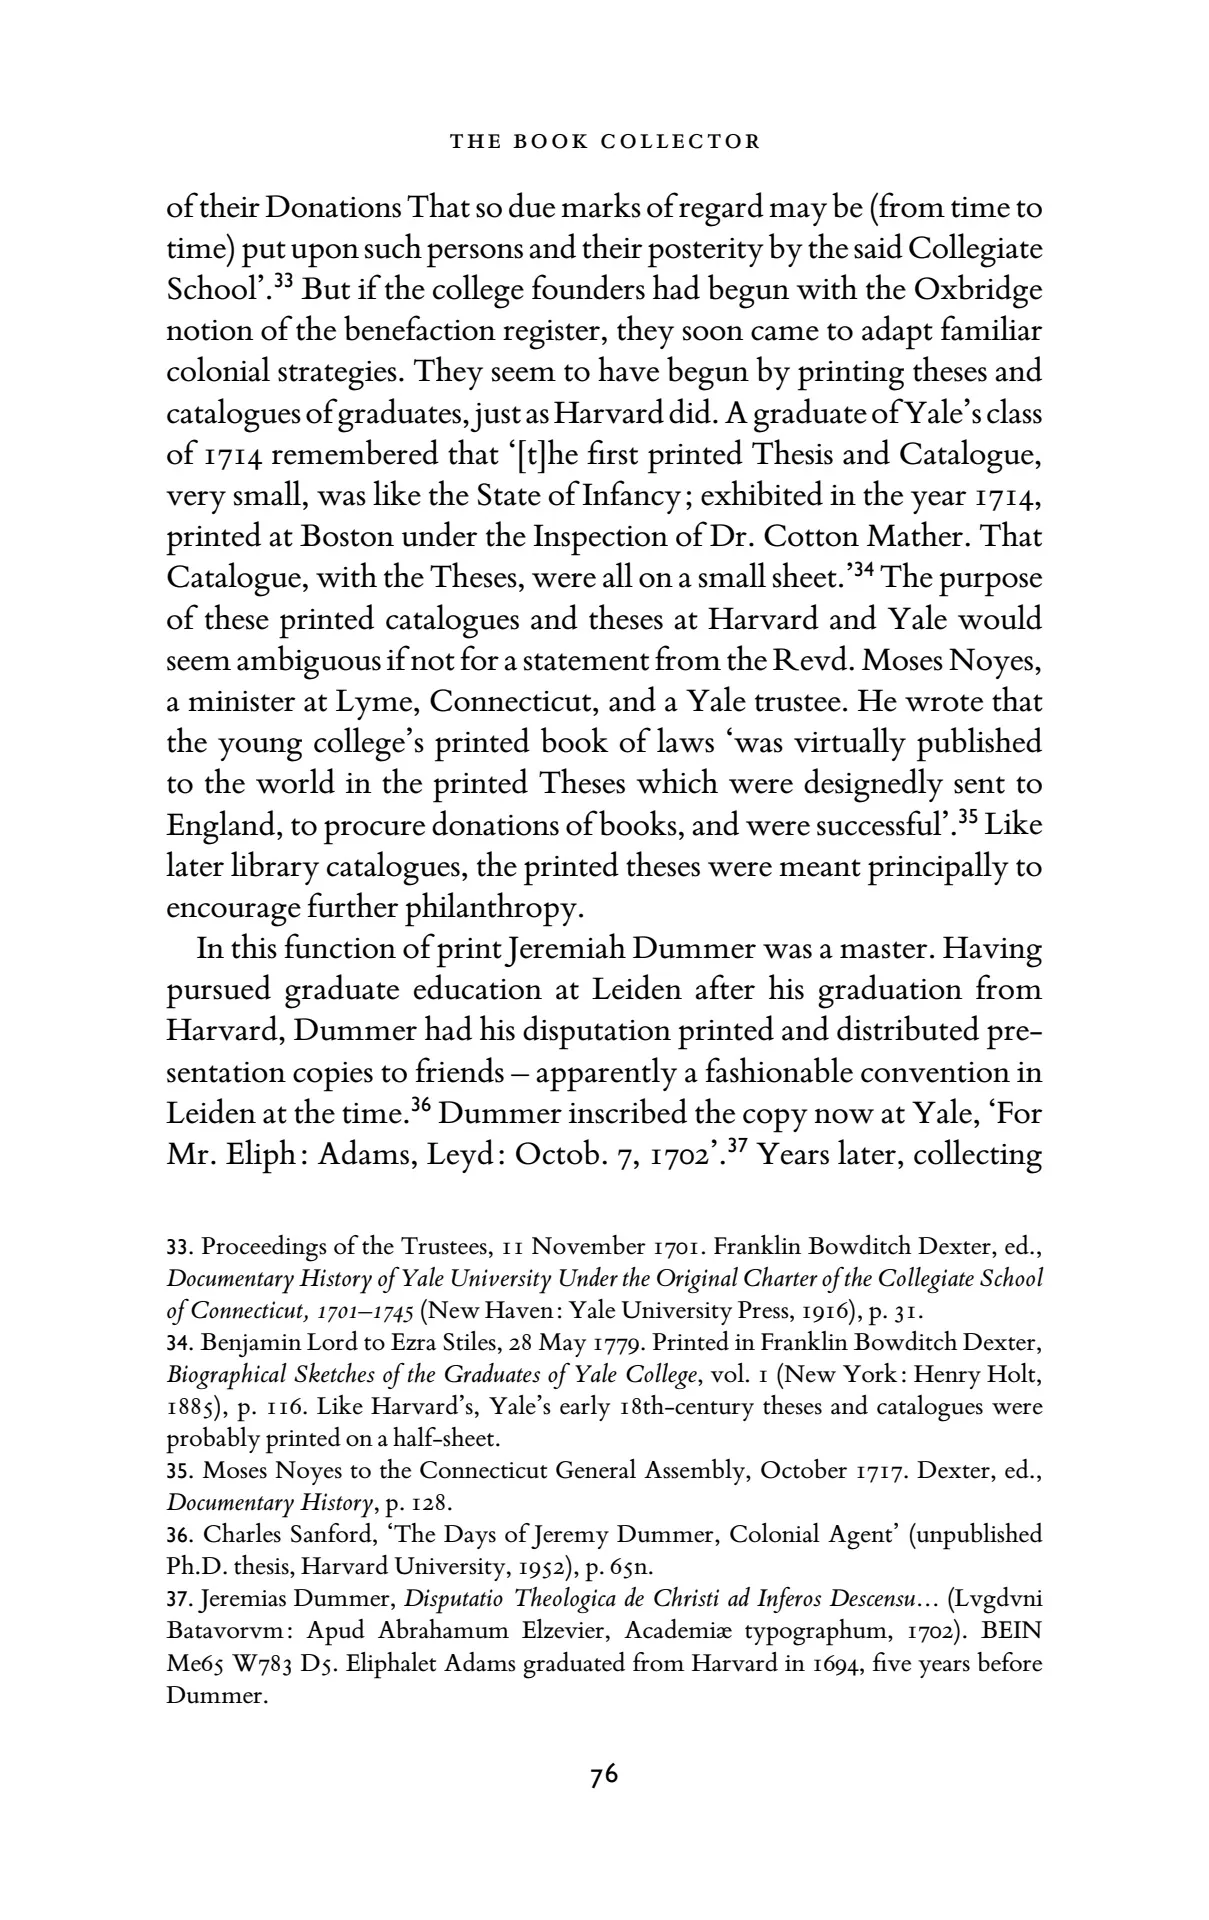 THE BOOK COLLECTOR
of their Donations That so due marks of regard may be (from time to
time) put upon such persons and their posterity by the said Collegiate
School’.33 But if the college founders had begun with the Oxbridge
notion of the benefaction register, they soon came to adapt familiar
colonial strategies. They seem to have begun by printing theses and
catalogues of graduates, just as Harvard did. A graduate of Yale’s class
of 1714 remembered that ‘[t]he first printed Thesis and Catalogue,
very small, was like the State of Infancy; exhibited in the year 1714,
printed at Boston under the Inspection of Dr. Cotton Mather. That
Catalogue, with the Theses, were all on a small sheet.’34 The purpose
of these printed catalogues and theses at Harvard and Yale would
seem ambiguous if not for a statement from the Revd. Moses Noyes,
a minister at Lyme, Connecticut, and a Yale trustee. He wrote that
the young college’s printed book of laws ‘was virtually published
to the world in the printed Theses which were designedly sent to
England, to procure donations of books, and were successful’.35 Like
later library catalogues, the printed theses were meant principally to
encourage further philanthropy.
In this function of print Jeremiah Dummer was a master. Having
pursued graduate education at Leiden after his graduation from
Harvard, Dummer had his disputation printed and distributed pre-
sentation copies to friends – apparently a fashionable convention in
Leiden at the time.36 Dummer inscribed the copy now at Yale, ‘For
Mr. Eliph: Adams, Leyd: Octob. 7, 1702’.37 Years later, collecting
33. Proceedings of the Trustees, 11 November 1701. Franklin Bowditch Dexter, ed.,
Documentary History of Yale University Under the Original Charter of the Collegiate School
of Connecticut, 1701–1745 (New Haven: Yale University Press, 1916), p. 31.
34. Benjamin Lord to Ezra Stiles, 28 May 1779. Printed in Franklin Bowditch Dexter,
Biographical Sketches of the Graduates of Yale College, vol. 1 (New York: Henry Holt,
1885), p. 116. Like Harvard’s, Yale’s early 18th-century theses and catalogues were
probably printed on a half-sheet.
35. Moses Noyes to the Connecticut General Assembly, October 1717. Dexter, ed.,
Documentary History, p. 128.
36. Charles Sanford, ‘The Days of Jeremy Dummer, Colonial Agent’ (unpublished
Ph.D. thesis, Harvard University, 1952), p. 65n.
37. Jeremias Dummer, Disputatio Theologica de Christi ad Inferos Descensu… (Lvgdvni
Batavorvm: Apud Abrahamum Elzevier, Academiæ typographum, 1702). BEIN
Me65 W783 D5. Eliphalet Adams graduated from Harvard in 1694, five years before
Dummer.
76